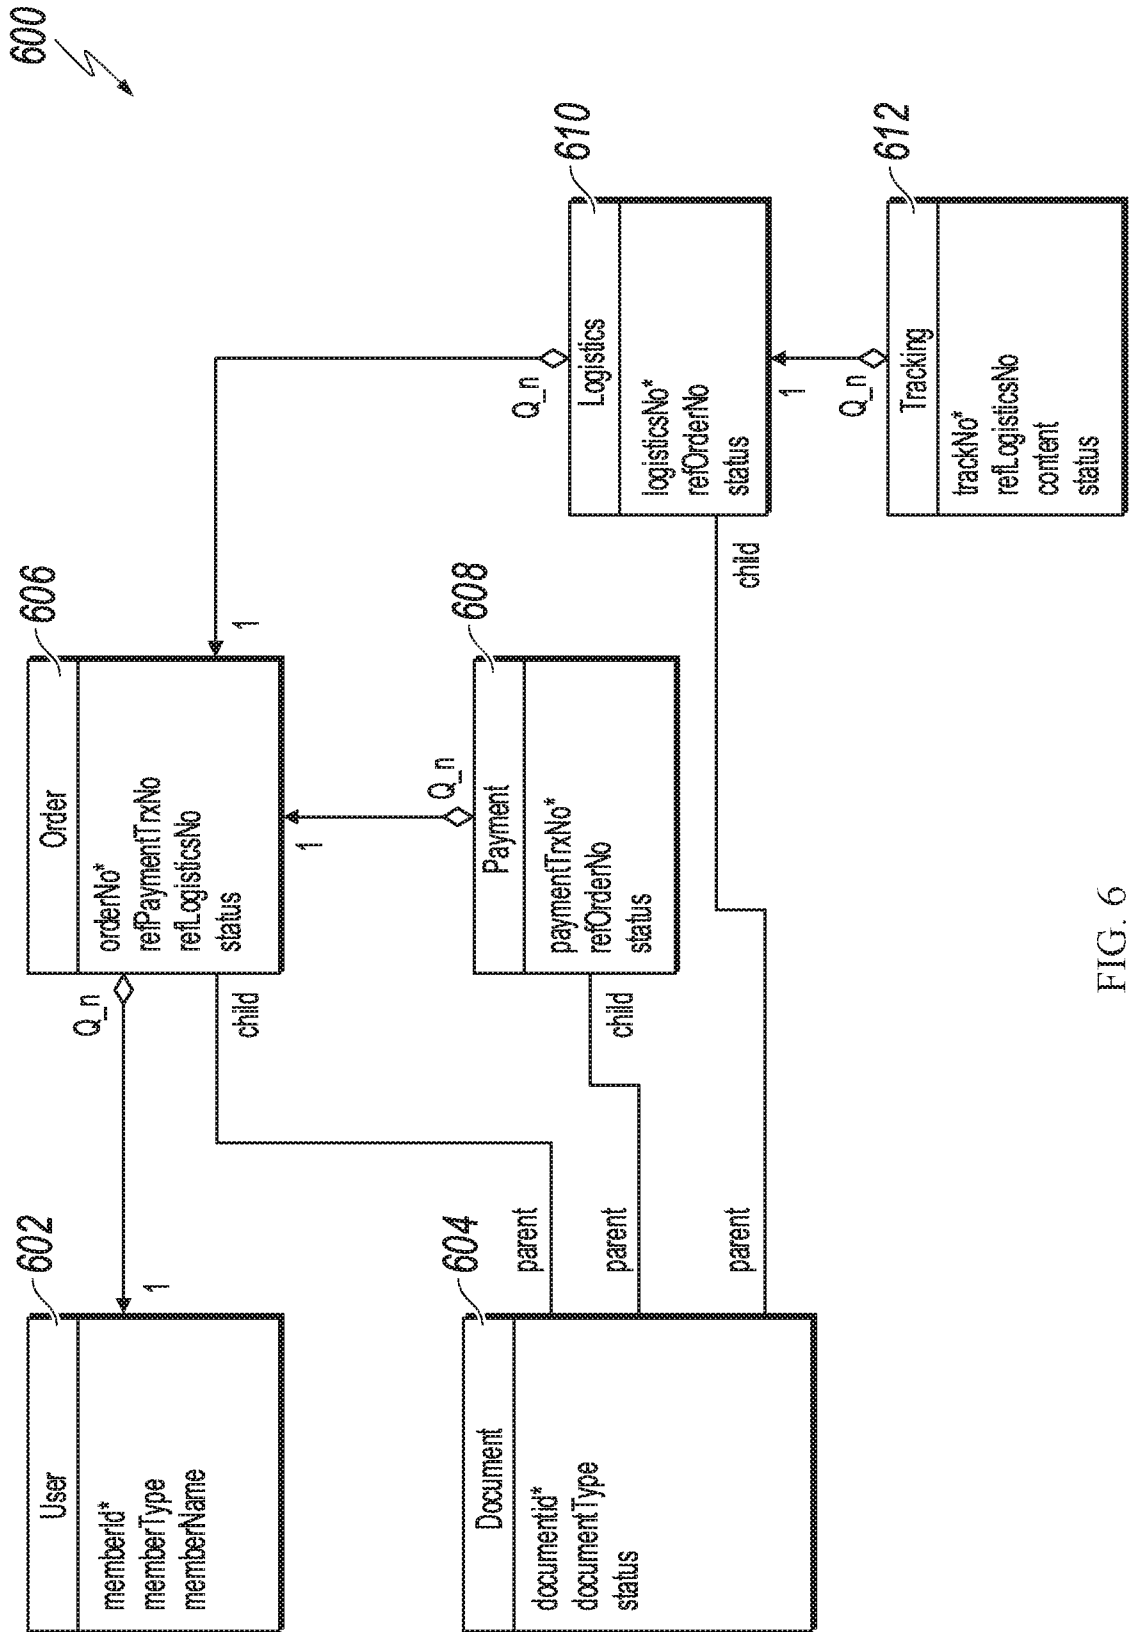 600
602
User
memberId*
memberType
memberName
1
Q_n
606
Order
orderNo*
refPaymentTrxNo
refLogisticsNo
status
child
1
1
604
Document
documentid*
documentType
status
parent
parent
parent
608
Q_n
Payment
paymentTrxNo*
refOrderNo
status
child
610
Q_n
Logistics
logisticsNo*
refOrderNo
status
child
1
612
Q_n
Tracking
trackNo*
refLogisticsNo
content
status
FIG. 6